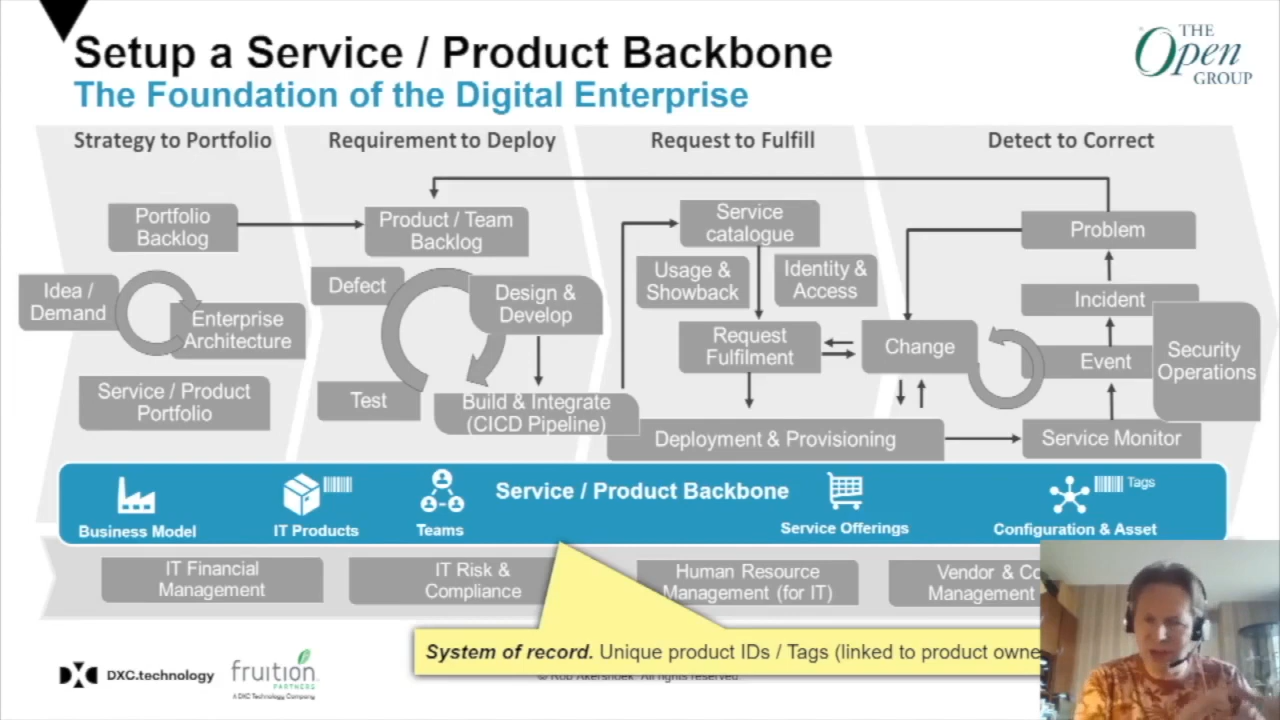 Setup a Service / Product Backbone
The Foundation of the Digital Enterprise
THE
Open
GROUP
Strategy to Portfolio
Requirement to Deploy
Request to Fulfill
Detect to Correct
Portfolio
Backlog
Idea /
Demand
Enterprise
Architecture
Service / Product
Portfolio
Product / Team
Backlog
Defect
Design &
Develop
Test
Build & Integrate
(CICD Pipeline)
Service
catalogue
Usage &
Showback
Identity &
Access
Request
Fulfilment
Deployment & Provisioning
Change
Problem
Incident
Event
Security
Operations
Service Monitor
Business Model
IT Products
Teams
Service / Product Backbone
Service Offerings
Tags
Configuration & Asset
IT Financial
Management
IT Risk &
Compliance
Human Resource
Management (for IT)
Vendor & Co
Management
System of record. Unique product IDs / Tags (linked to product owne
DXC.technology
fruition
PARTNERS
A DXC Technology Company
© Rob Akershoek. All rights reserved